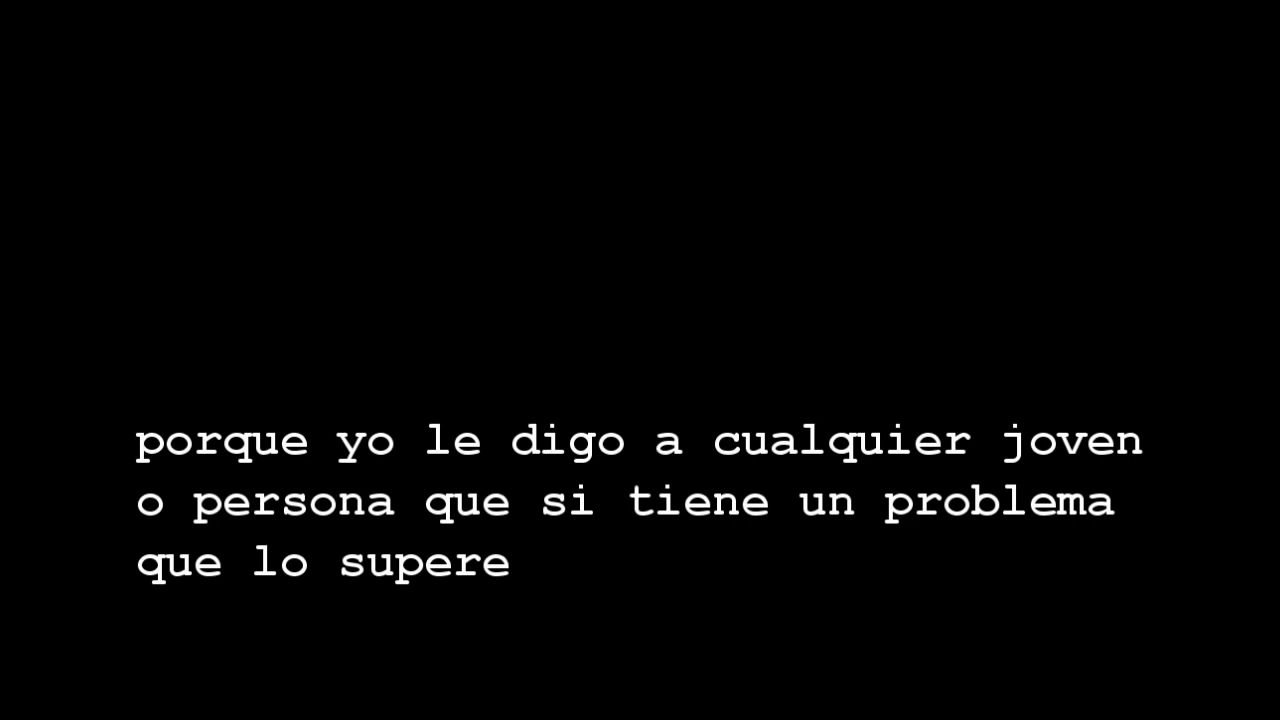 porque yo le digo a cualquier joven
o persona que si tiene un problema
que lo supere